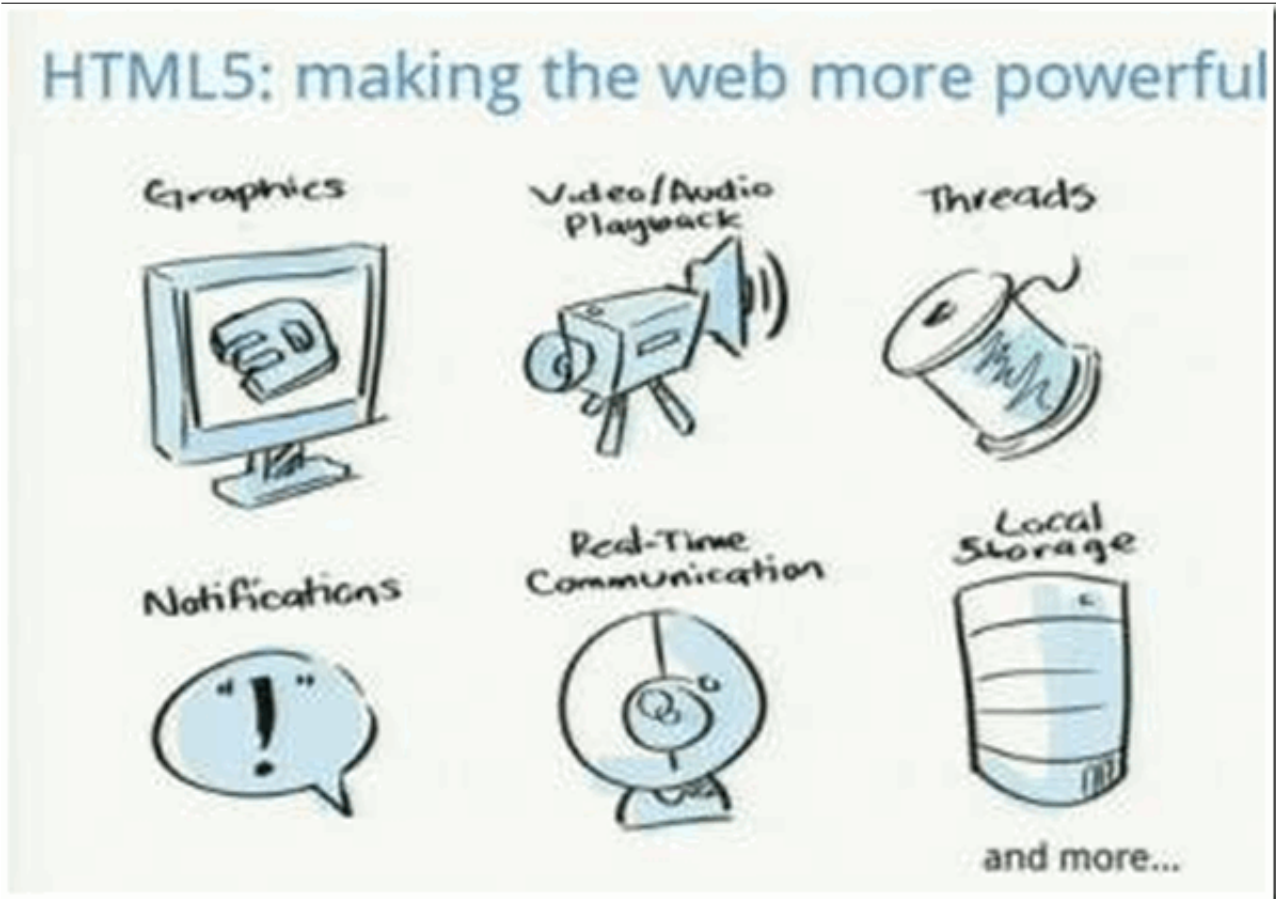 HTML5: making the web more powerful
Graphics
Video/Audio
Playback
Threads
3D
Notifications
"!"
Real-Time
Communication
Local
Storage
and more...